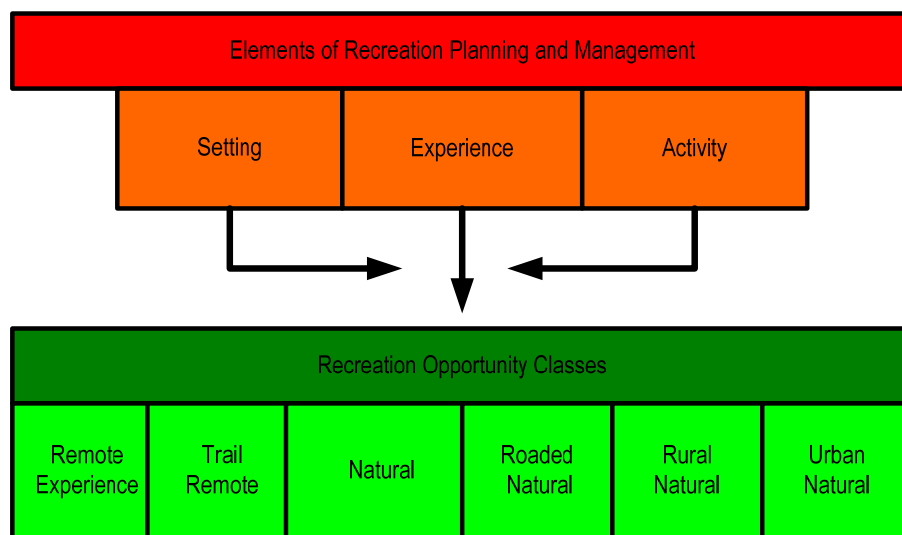 Elements of Recreation Planning and Management
Setting
Experience
Activity
Recreation Opportunity Classes
Remote
Experience
Trail
Remote
Natural
Roaded
Natural
Rural
Natural
Urban
Natural